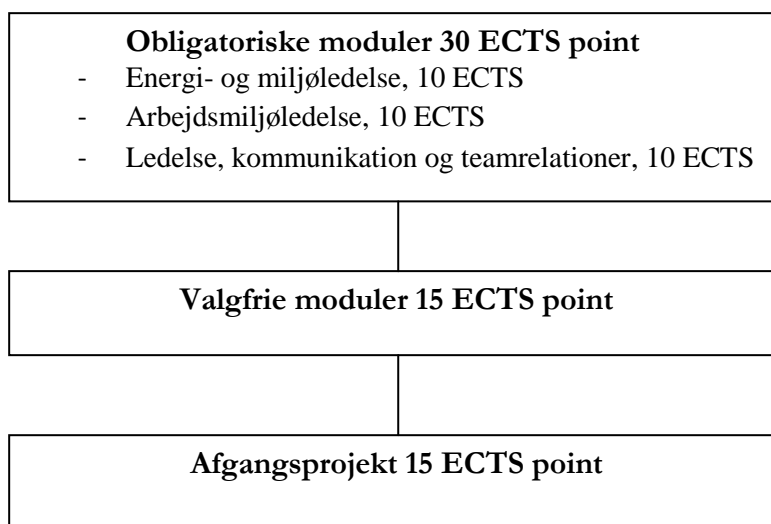 Obligatoriske moduler 30 ECTS point
- Energi- og miljøledelse, 10 ECTS
- Arbejdsmiljøledelse, 10 ECTS
- Ledelse, kommunikation og teamrelationer, 10 ECTS
Valgfrie moduler 15 ECTS point
Afgangsprojekt 15 ECTS point